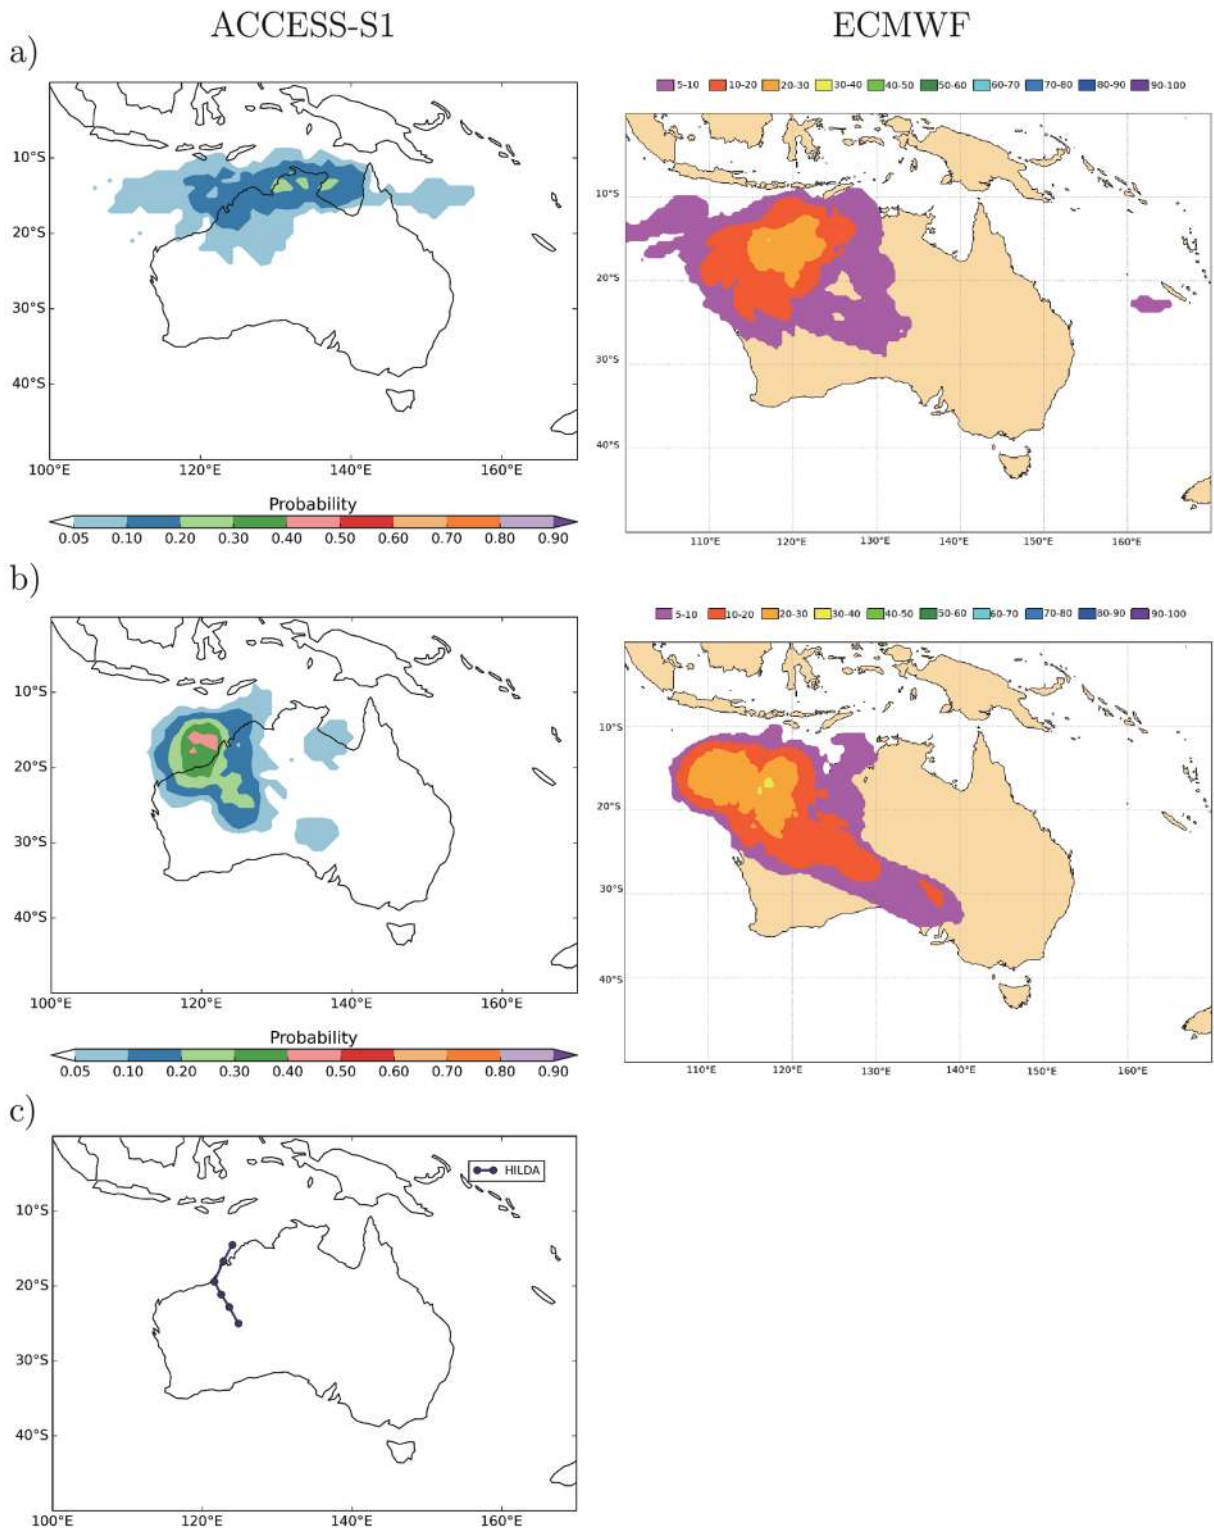 ACCESS-S1 ECMWF
a)
5-10 10-20 20-30 30-40 40-50 50-60 60-70 70-80 80-90 90-100
10°S
20°S
30°S
40°S
100°E 120°E 140°E 160°E
10°S
20°S
30°S
40°S
110°E 120°E 130°E 140°E 150°E 160°E
Probability
0.05 0.10 0.20 0.30 0.40 0.50 0.60 0.70 0.80 0.90
b)
5-10 10-20 20-30 30-40 40-50 50-60 60-70 70-80 80-90 90-100
10°S
20°S
30°S
40°S
100°E 120°E 140°E 160°E
10°S
20°S
30°S
40°S
110°E 120°E 130°E 140°E 150°E 160°E
Probability
0.05 0.10 0.20 0.30 0.40 0.50 0.60 0.70 0.80 0.90
c)
HILDA
10°S
20°S
30°S
40°S
100°E 120°E 140°E 160°E